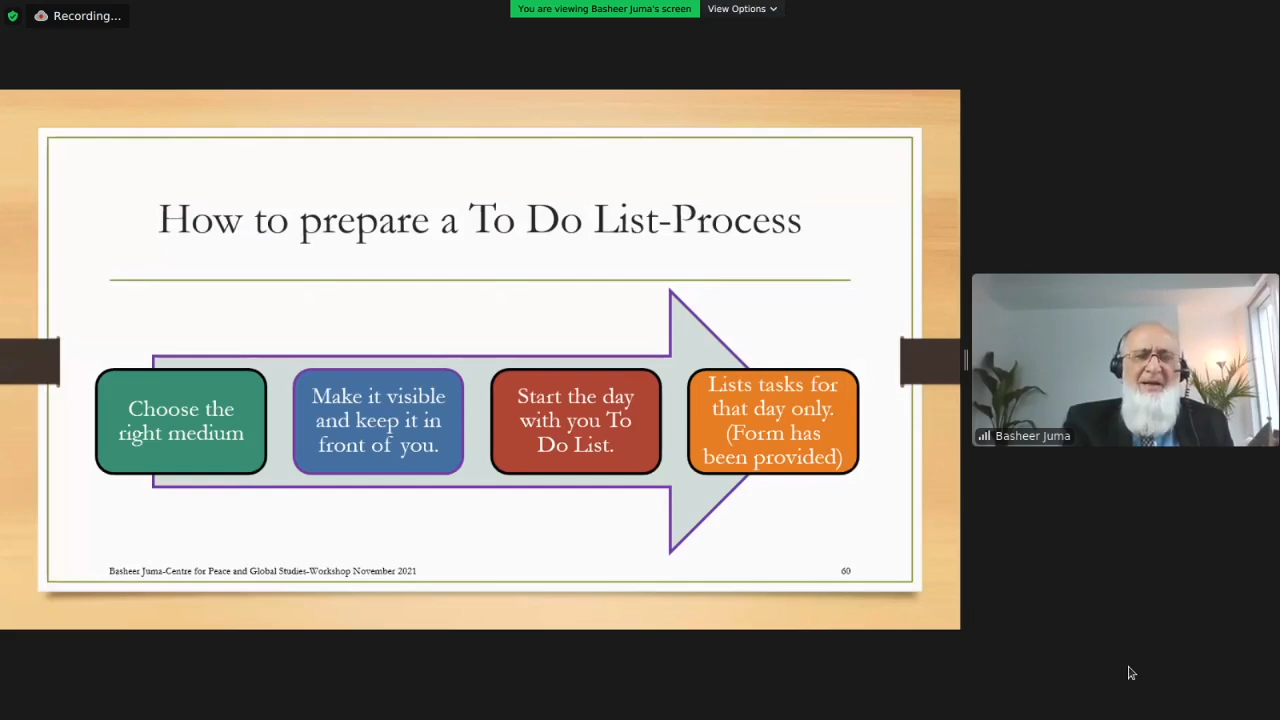 Recording...
You are viewing Basheer Juma's screen
View Options
How to prepare a To Do List-Process
Choose the
right medium
Make it visible
and keep it in
front of you.
Start the day
with you To
Do List.
Lists tasks for
that day only.
(Form has
been provided)
Basheer Juma-Centre for Peace and Global Studies-Workshop November 2021
60
Basheer Juma